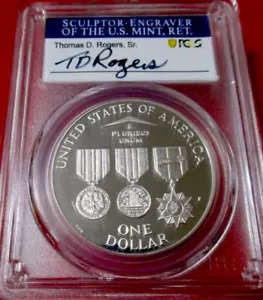 SCULPTOR-ENGRAVER
OF THE U.S. MINT, RET.
Thomas D. Rogers, Sr.
PCGS
TD Rogers
UNITED STATES OF AMERICA
E
PLURIBUS
UNUM
ONE
DOLLAR